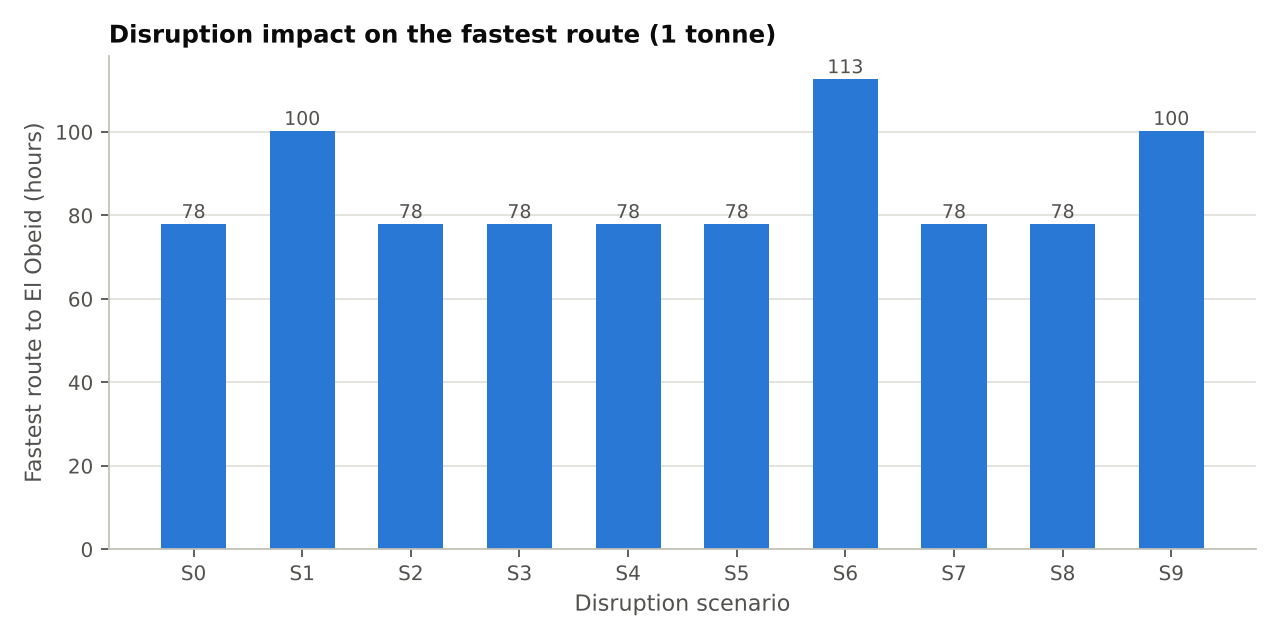 Disruption impact on the fastest route (1 tonne)
Fastest route to El Obeid (hours)
100
80
60
40
20
0
78
100
78
78
78
78
113
78
78
100
S0
S1
S2
S3
S4
S5
S6
S7
S8
S9
Disruption scenario